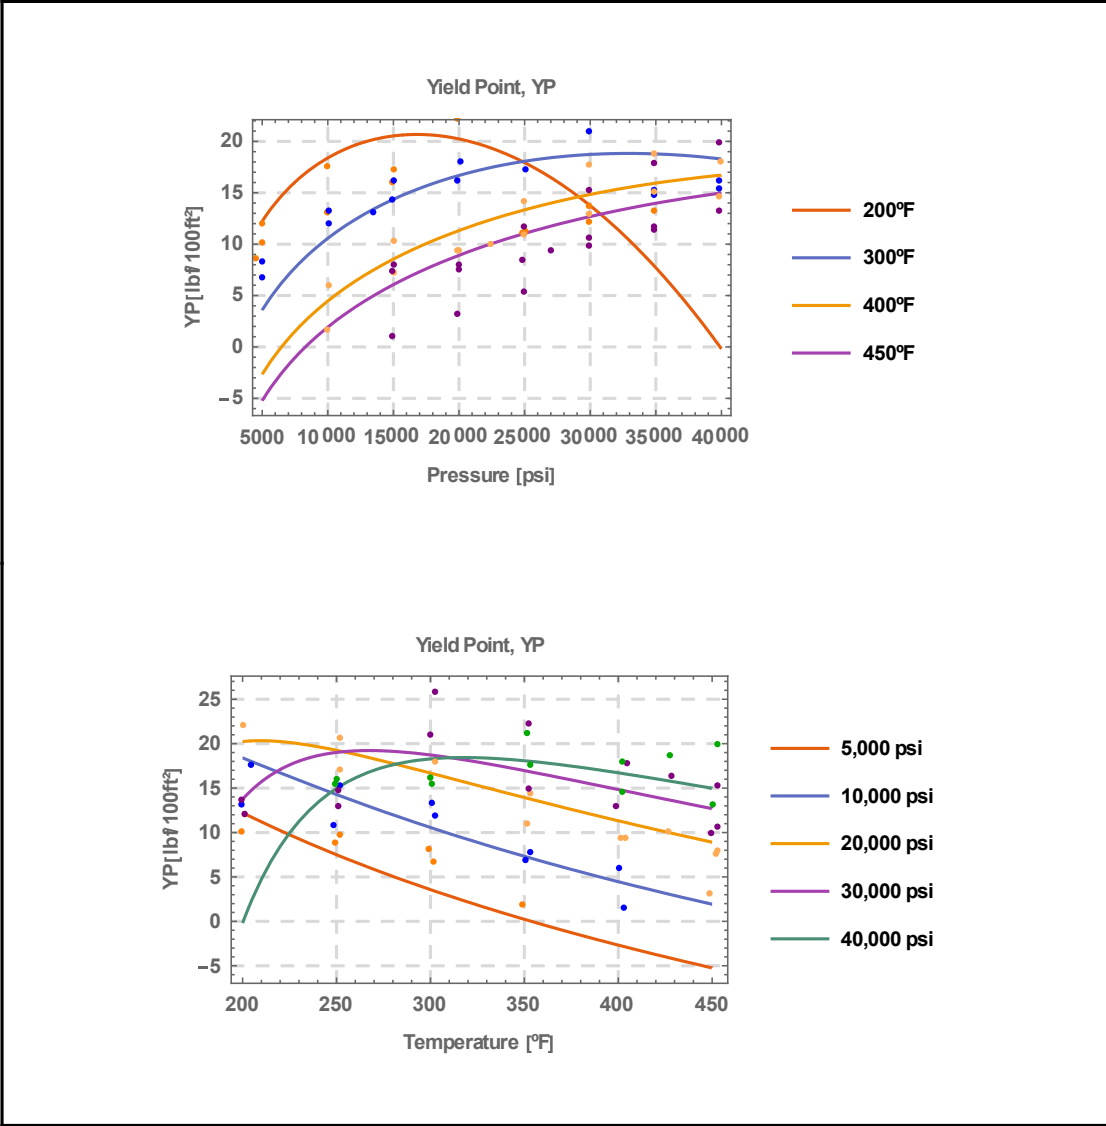 Yield Point, YP
20
15
10
5
0
−5
YP[lbf/100ft²]
5000 10000 15000 20000 25000 30000 35000 40000
Pressure [psi]
200ºF
300ºF
400ºF
450ºF
Yield Point, YP
25
20
15
10
5
0
−5
YP[lbf/100ft²]
200 250 300 350 400 450
Temperature [ºF]
5,000 psi
10,000 psi
20,000 psi
30,000 psi
40,000 psi